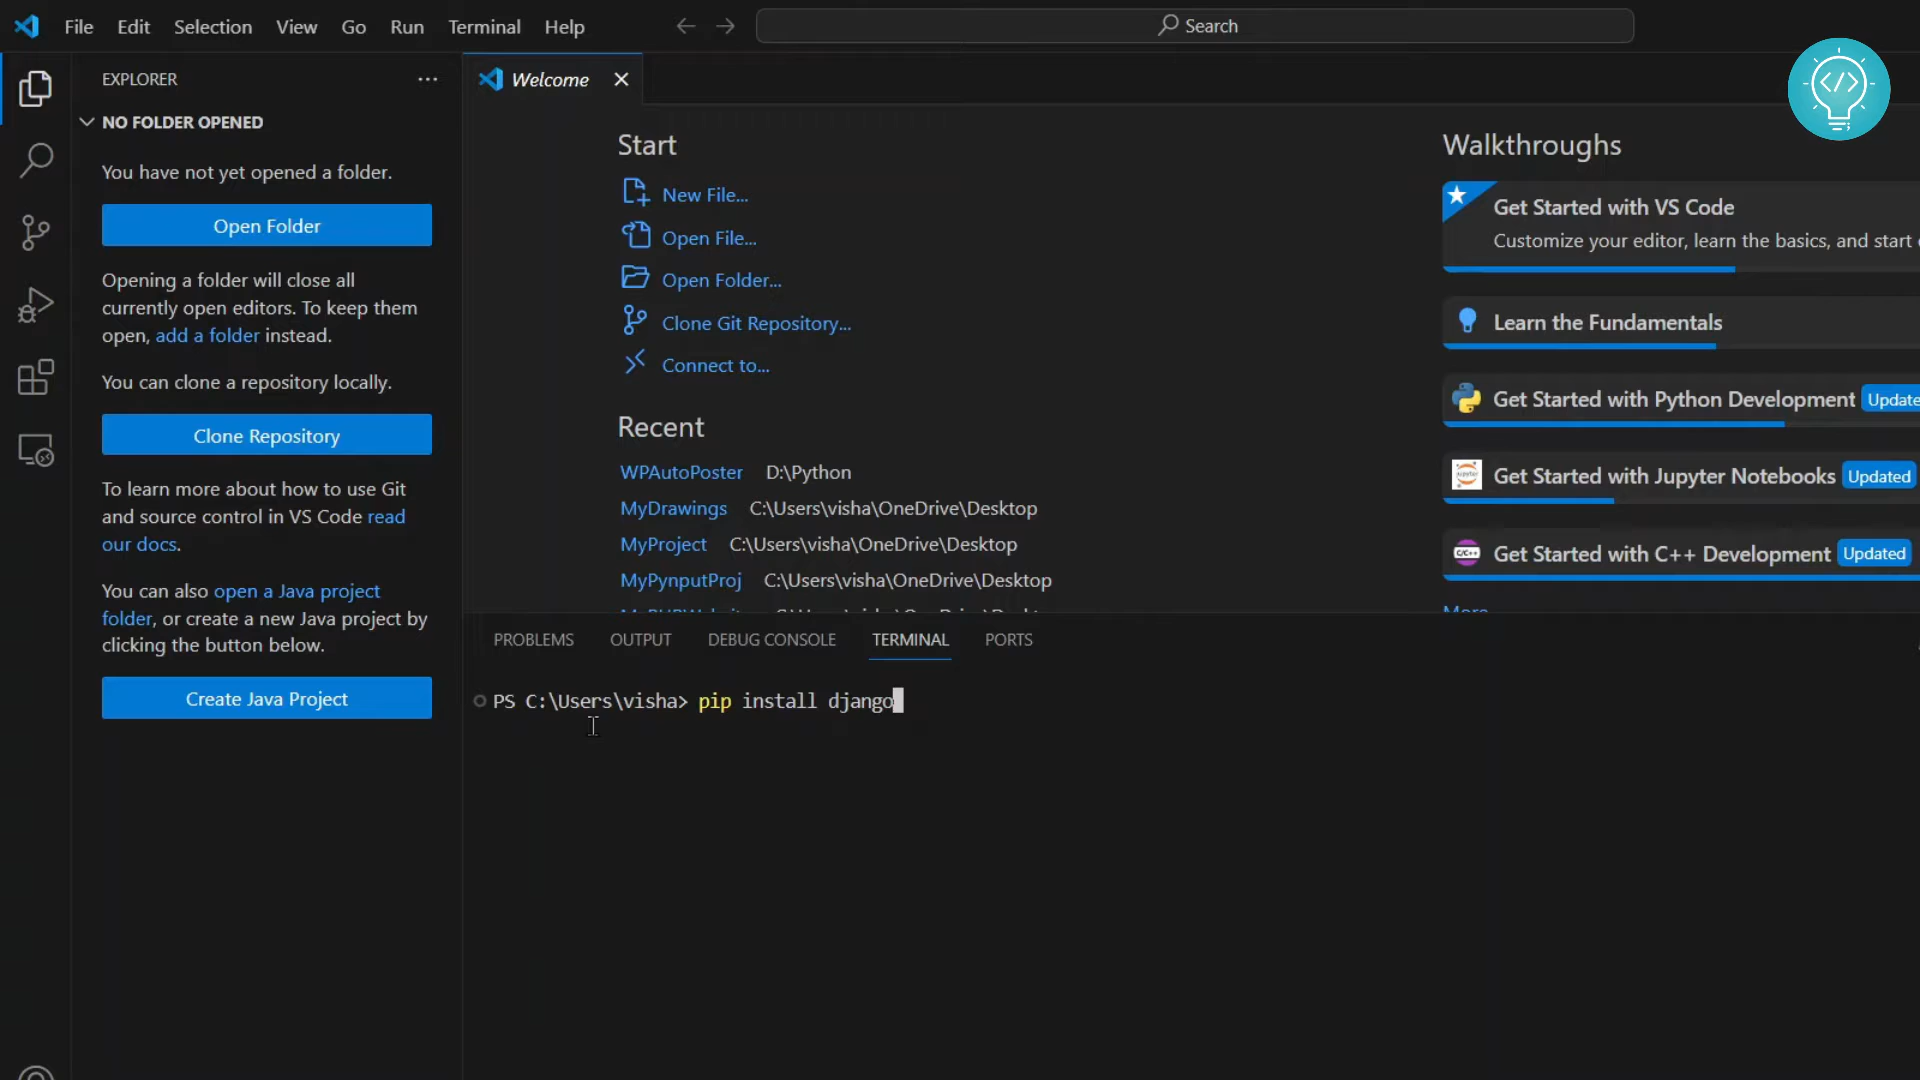 File Edit Selection View Go Run Terminal Help
Search
EXPLORER
NO FOLDER OPENED
You have not yet opened a folder.
Open Folder
Opening a folder will close all
currently open editors. To keep them
open, add a folder instead.
You can clone a repository locally.
Clone Repository
To learn more about how to use Git
and source control in VS Code read
our docs.
You can also open a Java project
folder, or create a new Java project by
clicking the button below.
Create Java Project
Welcome
Start
New File...
Open File...
Open Folder...
Clone Git Repository...
Connect to...
Recent
WPAutoPoster D:\Python
MyDrawings C:\Users\visha\OneDrive\Desktop
MyProject C:\Users\visha\OneDrive\Desktop
MyPynputProj C:\Users\visha\OneDrive\Desktop
Walkthroughs
Get Started with VS Code
Customize your editor, learn the basics, and start
Learn the Fundamentals
Get Started with Python Development Update
Get Started with Jupyter Notebooks Updated
Get Started with C++ Development Updated
More
PROBLEMS OUTPUT DEBUG CONSOLE TERMINAL PORTS
PS C:\Users\visha> pip install django